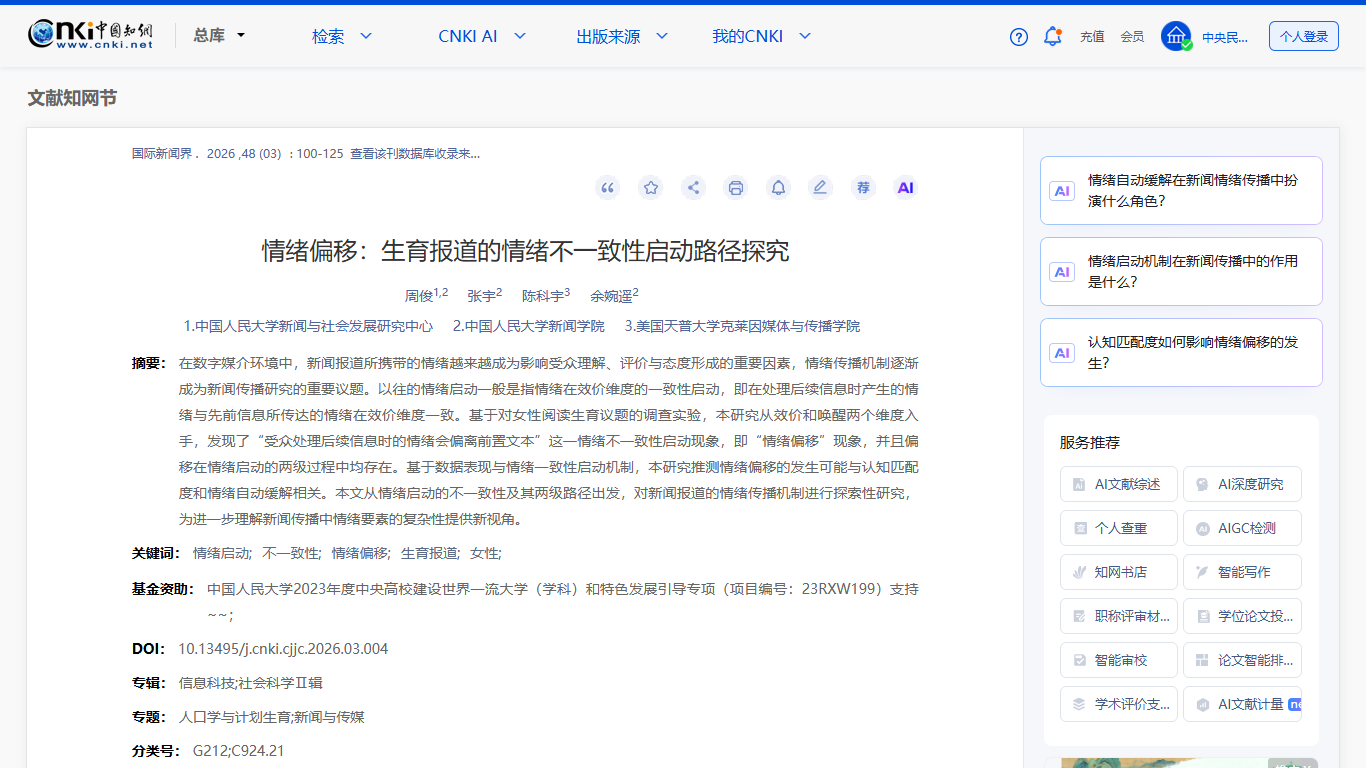 Cnki中国知网
www.cnki.net
总库
检索
CNKI AI
出版来源
我的CNKI
充值
会员
中央民...
个人登录
文献知网节
国际新闻界 . 2026 ,48 (03) : 100-125 查看该刊数据库收录来...
荐
AI
情绪偏移：生育报道的情绪不一致性启动路径探究
周俊1,2 张宇2 陈科宇3 余婉遥2
1.中国人民大学新闻与社会发展研究中心 2.中国人民大学新闻学院 3.美国天普大学克莱因媒体与传播学院
摘要： 在数字媒介环境中，新闻报道所携带的情绪越来越成为影响受众理解、评价与态度形成的重要因素，情绪传播机制逐渐
成为新闻传播研究的重要议题。以往的情绪启动一般是指情绪在效价维度的一致性启动，即在处理后续信息时产生的情
绪与先前信息所传达的情绪在效价维度一致。基于对女性阅读生育议题的调查实验，本研究从效价和唤醒两个维度入
手，发现了“受众处理后续信息时的情绪会偏离前置文本”这一情绪不一致性启动现象，即“情绪偏移”现象，并且偏
移在情绪启动的两级过程中均存在。基于数据表现与情绪一致性启动机制，本研究推测情绪偏移的发生可能与认知匹配
度和情绪自动缓解相关。本文从情绪启动的不一致性及其两级路径出发，对新闻报道的情绪传播机制进行探索性研究，
为进一步理解新闻传播中情绪要素的复杂性提供新视角。
关键词： 情绪启动; 不一致性; 情绪偏移; 生育报道; 女性;
基金资助： 中国人民大学2023年度中央高校建设世界一流大学（学科）和特色发展引导专项（项目编号：23RXW199）支持
~~；
DOI： 10.13495/j.cnki.cjjc.2026.03.004
专辑： 信息科技;社会科学Ⅱ辑
专题： 人口学与计划生育;新闻与传媒
分类号： G212;C924.21
AI
情绪自动缓解在新闻情绪传播中扮
演什么角色？
AI
情绪启动机制在新闻传播中的作用
是什么？
AI
认知匹配度如何影响情绪偏移的发
生？
服务推荐
AI文献综述
AI深度研究
个人查重
AIGC检测
知网书店
智能写作
职称评审材...
学位论文投...
智能审校
论文智能排...
学术评价支...
AI文献计量